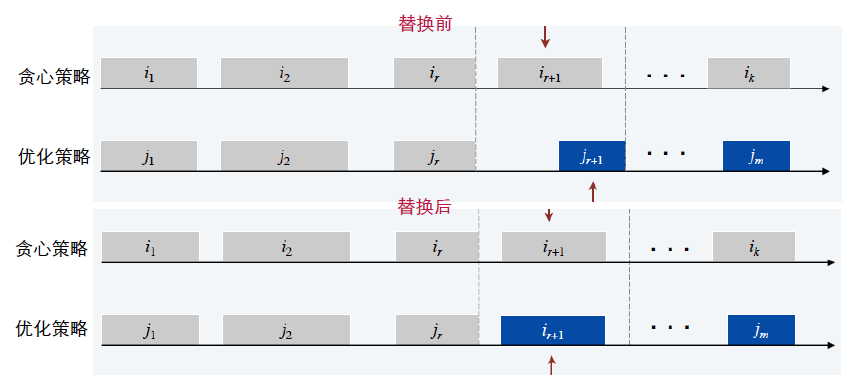 替换前
贪心策略 i1 i2 ir ir+1 · · · ik
优化策略 j1 j2 jr jr+1 · · · jm
替换后
贪心策略 i1 i2 ir ir+1 · · · ik
优化策略 j1 j2 jr ir+1 · · · jm